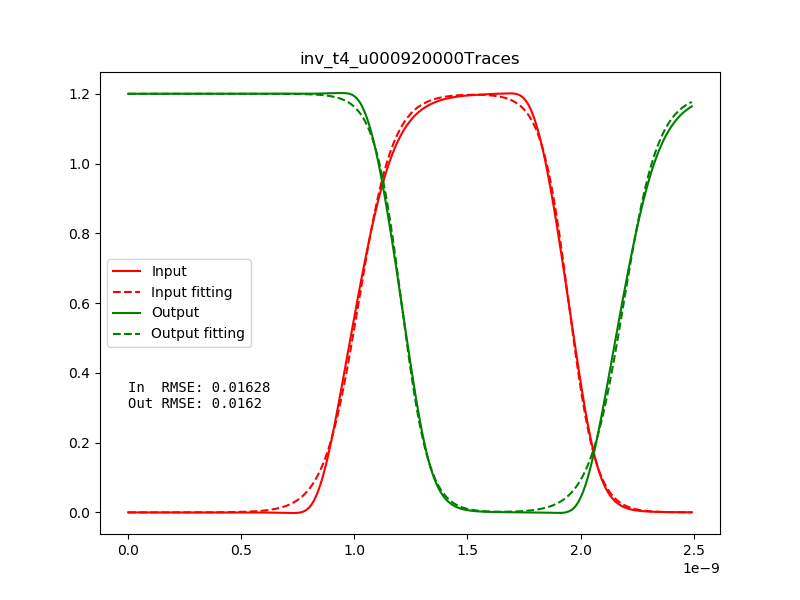 inv_t4_u000920000Traces
1.2
1.0
0.8
0.6
0.4
0.2
0.0
Input
Input fitting
Output
Output fitting
In  RMSE: 0.01628
Out RMSE: 0.0162
0.0 0.5 1.0 1.5 2.0 2.5
1e−9